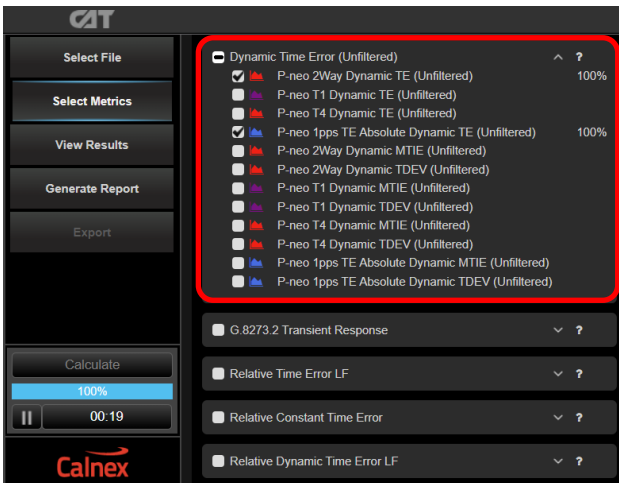 CAT
Select File
Select Metrics
View Results
Generate Report
Export
Calculate
100%
00:19
Calnex
Dynamic Time Error (Unfiltered) ?
P-neo 2Way Dynamic TE (Unfiltered) 100%
P-neo T1 Dynamic TE (Unfiltered)
P-neo T4 Dynamic TE (Unfiltered)
P-neo 1pps TE Absolute Dynamic TE (Unfiltered) 100%
P-neo 2Way Dynamic MTIE (Unfiltered)
P-neo 2Way Dynamic TDEV (Unfiltered)
P-neo T1 Dynamic MTIE (Unfiltered)
P-neo T1 Dynamic TDEV (Unfiltered)
P-neo T4 Dynamic MTIE (Unfiltered)
P-neo T4 Dynamic TDEV (Unfiltered)
P-neo 1pps TE Absolute Dynamic MTIE (Unfiltered)
P-neo 1pps TE Absolute Dynamic TDEV (Unfiltered)
G.8273.2 Transient Response ?
Relative Time Error LF ?
Relative Constant Time Error ?
Relative Dynamic Time Error LF ?